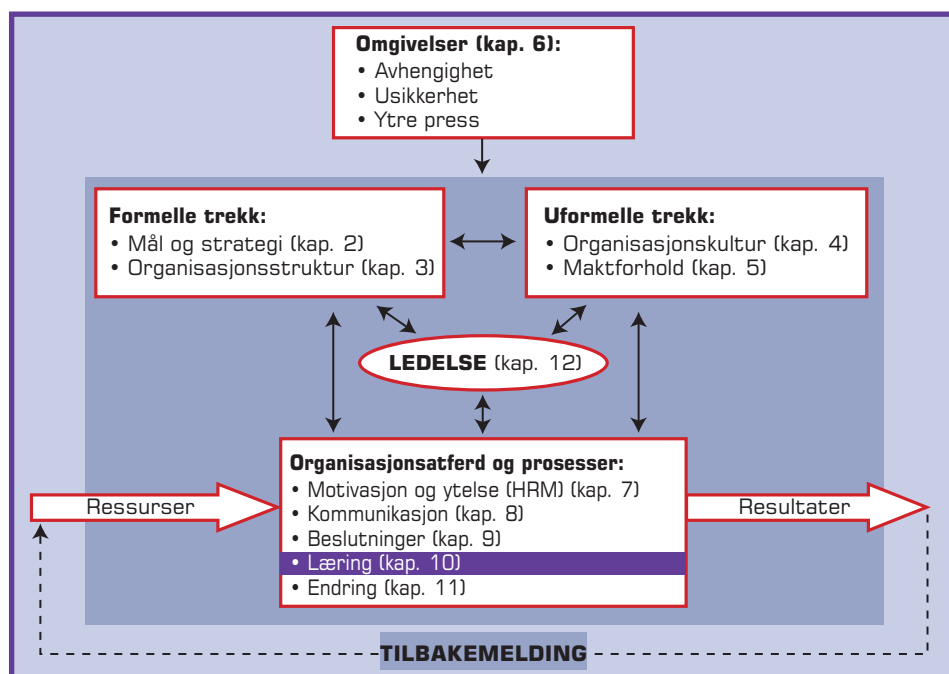 Omgivelser (kap. 6):
• Avhengighet
• Usikkerhet
• Ytre press
Formelle trekk:
• Mål og strategi (kap. 2)
• Organisasjonsstruktur (kap. 3)
Uformelle trekk:
• Organisasjonskultur (kap. 4)
• Maktforhold (kap. 5)
LEDELSE (kap. 12)
Organisasjonsatferd og prosesser:
• Motivasjon og ytelse (HRM) (kap. 7)
• Kommunikasjon (kap. 8)
• Beslutninger (kap. 9)
• Læring (kap. 10)
• Endring (kap. 11)
Ressurser
Resultater
TILBAKEMELDING